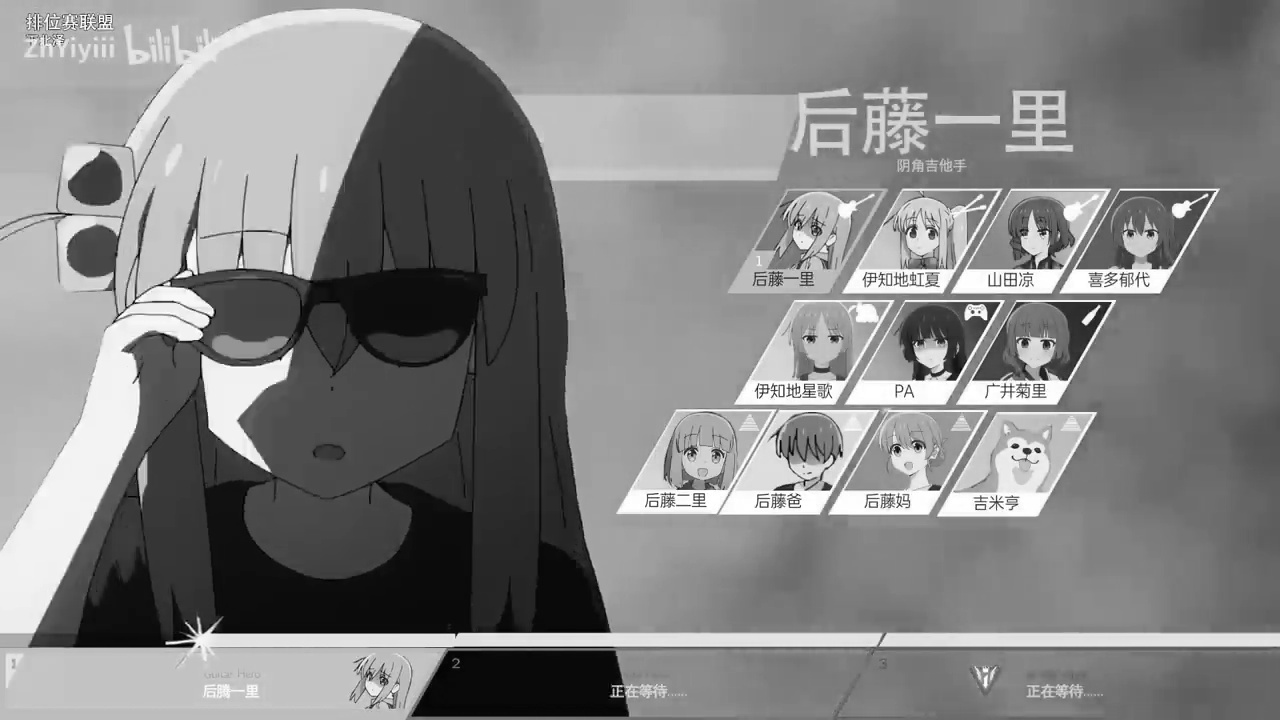 排位赛联盟
ZhYiyiii bilibili
后藤一里
阴角吉他手
1
后藤一里
伊知地虹夏
山田凉
喜多郁代
伊知地星歌
PA
广井菊里
后藤二里
后藤爸
后藤妈
吉米亨
1
2
3
后腾一里
正在等待......
正在等待......